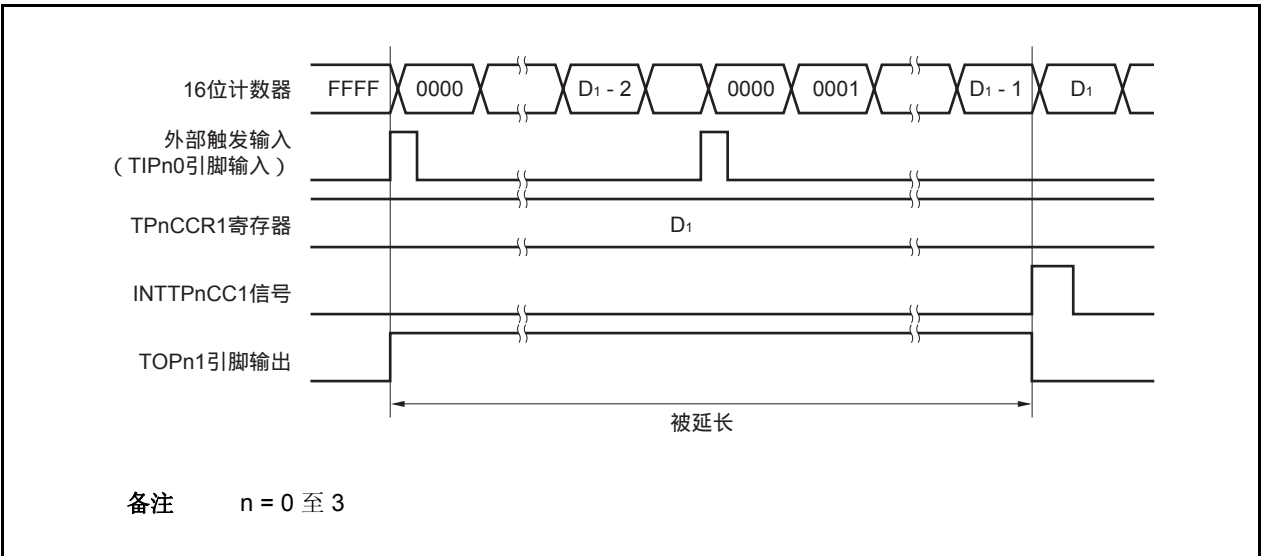 16位计数器 FFFF 0000 D1 - 2 0000 0001 D1 - 1 D1
外部触发输入
（TIPn0引脚输入）
TPnCCR1寄存器 D1
INTTPnCC1信号
TOPn1引脚输出
被延长
备注 n = 0 至 3